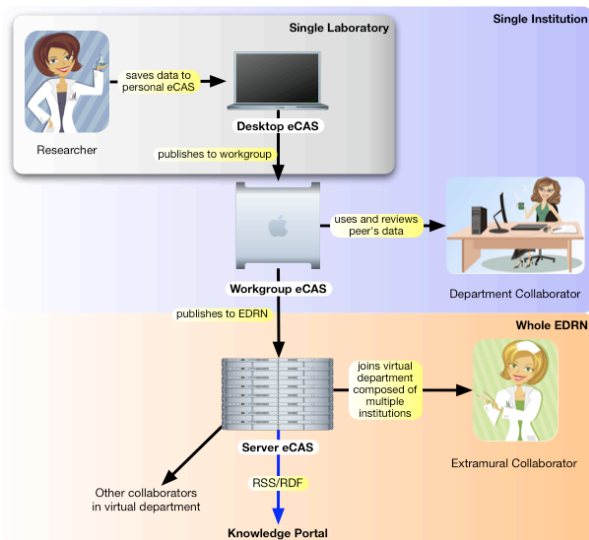 Single Institution
Single Laboratory
saves data to
personal eCAS
Desktop eCAS
Researcher
publishes to workgroup
uses and reviews
peer's data
Workgroup eCAS
Department Collaborator
publishes to EDRN
Whole EDRN
joins virtual
department
composed of
multiple
institutions
Server eCAS
Extramural Collaborator
RSS/RDF
Other collaborators
in virtual department
Knowledge Portal